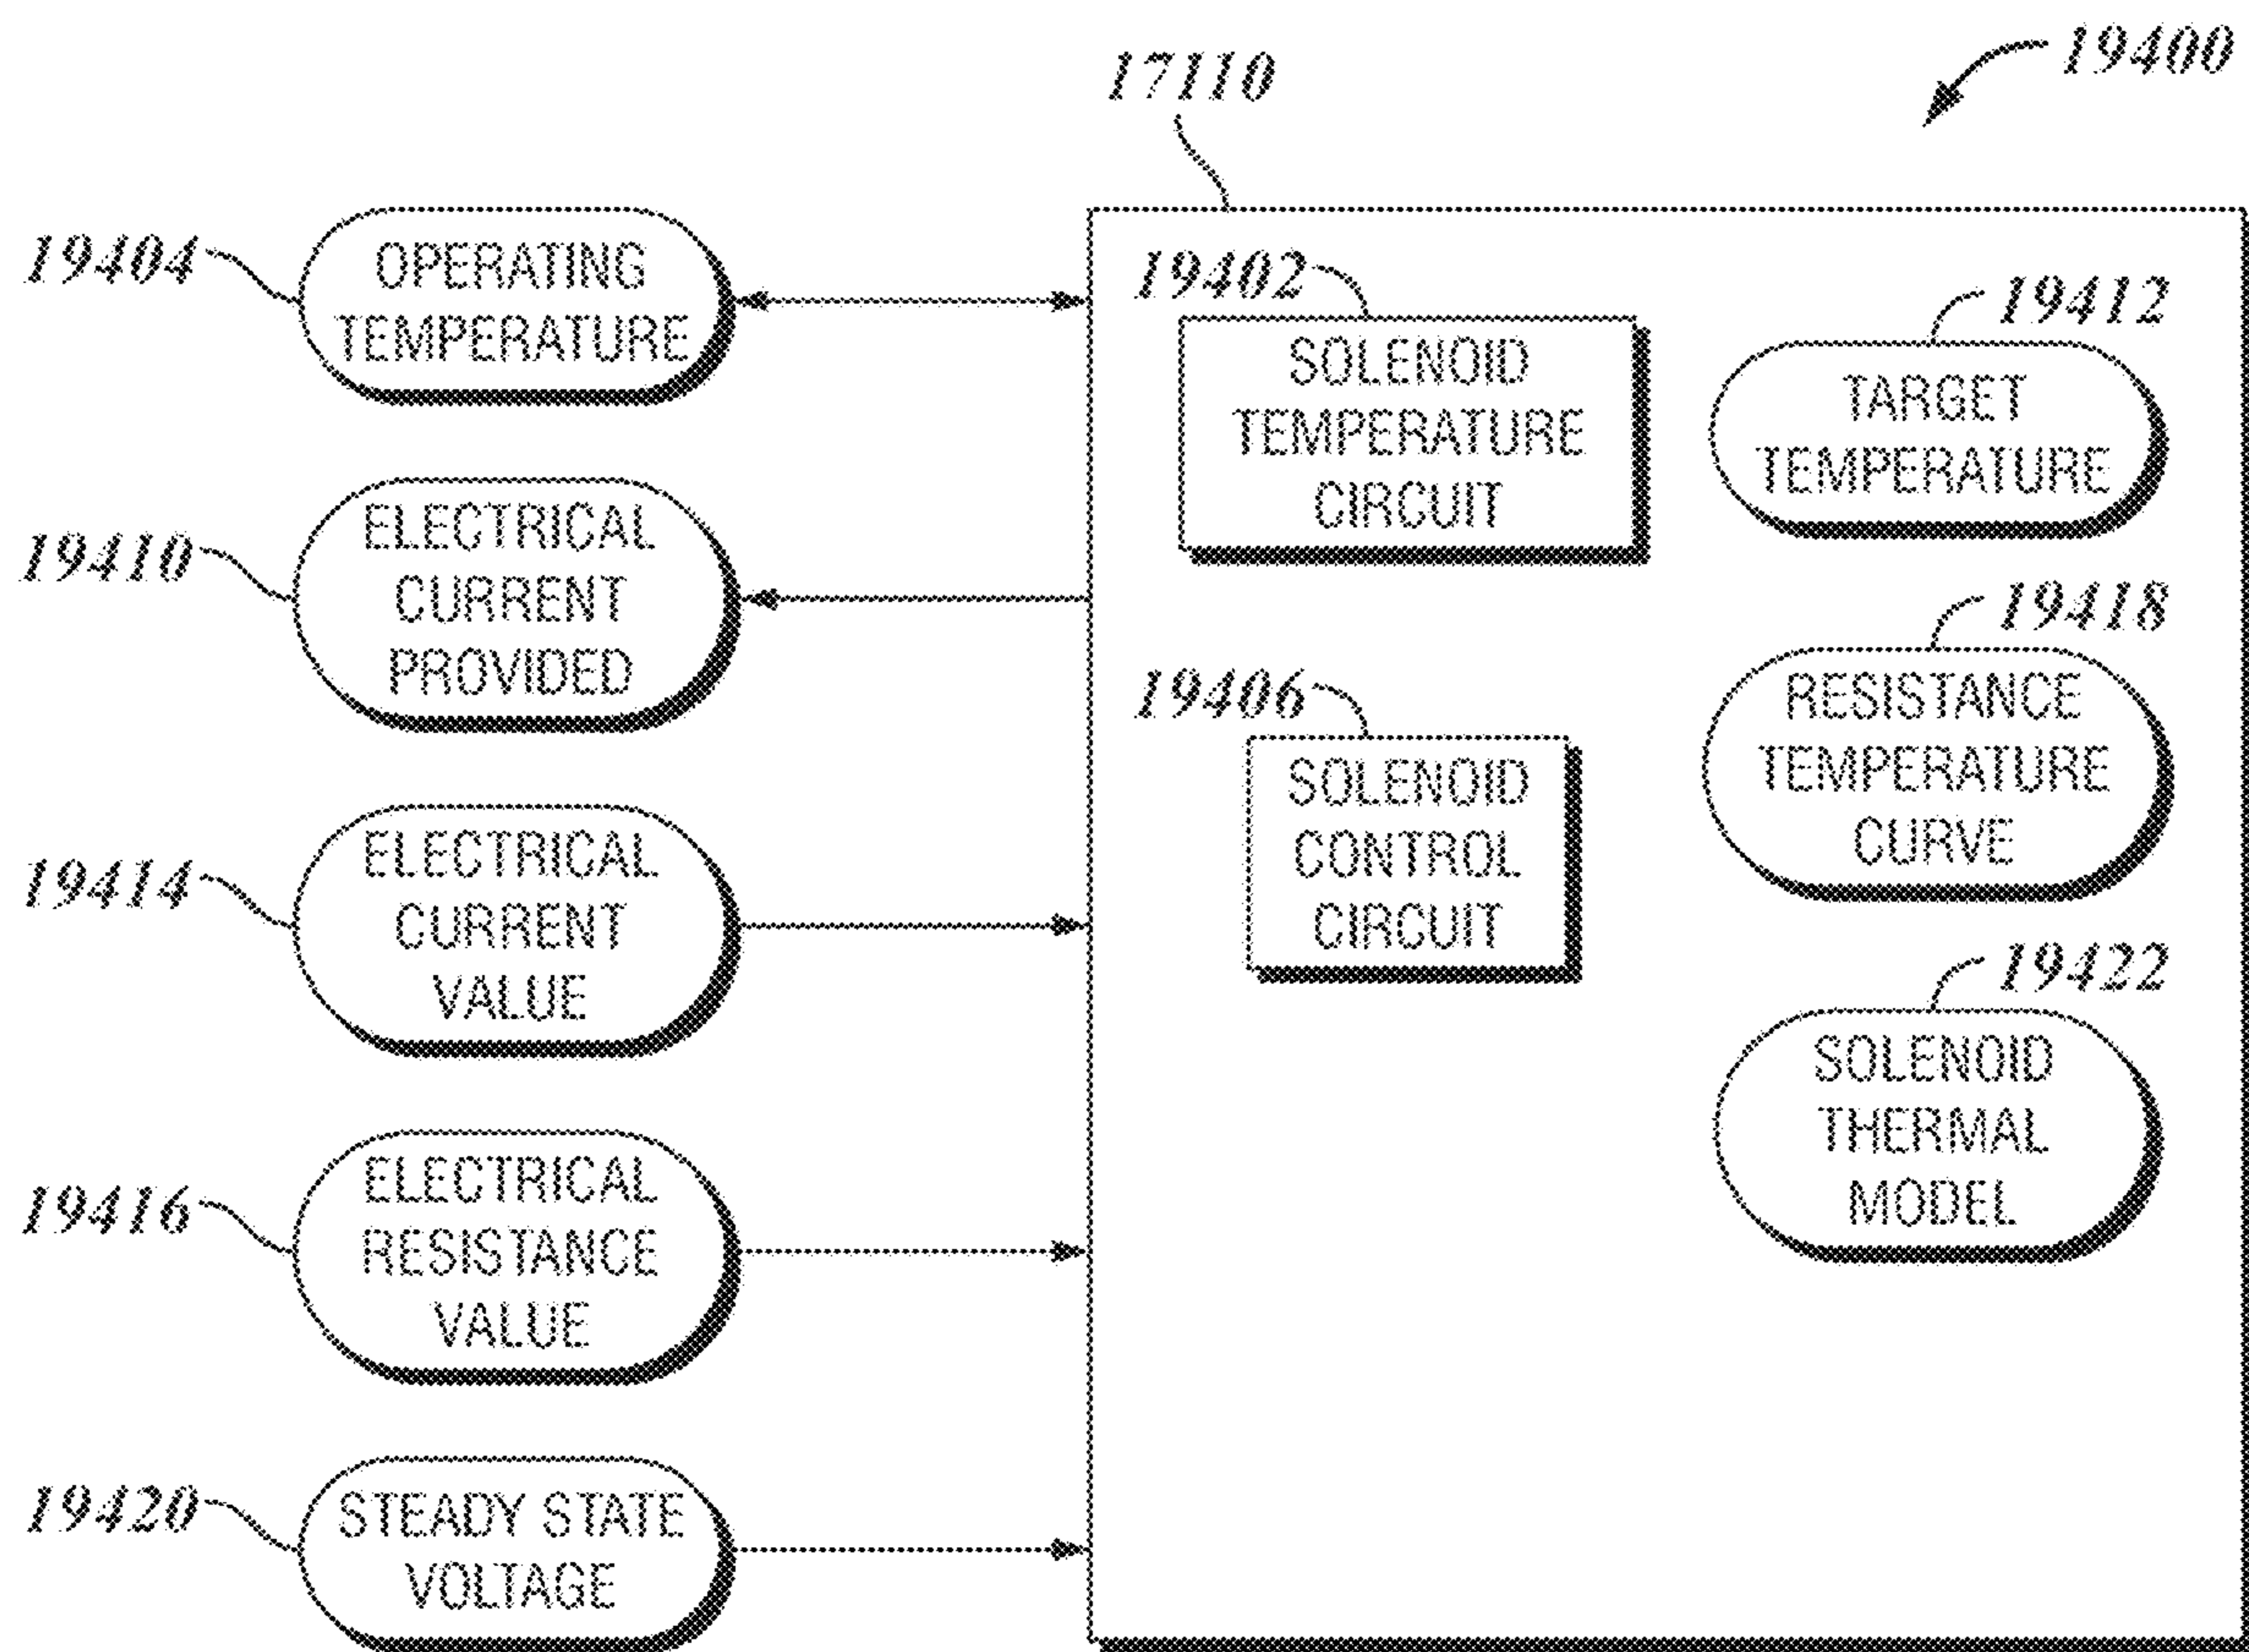 19400
17110
19404
OPERATING
TEMPERATURE
19410
ELECTRICAL
CURRENT
PROVIDED
19414
ELECTRICAL
CURRENT
VALUE
19416
ELECTRICAL
RESISTANCE
VALUE
19420
STEADY STATE
VOLTAGE
19402
SOLENOID
TEMPERATURE
CIRCUIT
19406
SOLENOID
CONTROL
CIRCUIT
19412
TARGET
TEMPERATURE
19418
RESISTANCE
TEMPERATURE
CURVE
19422
SOLENOID
THERMAL
MODEL